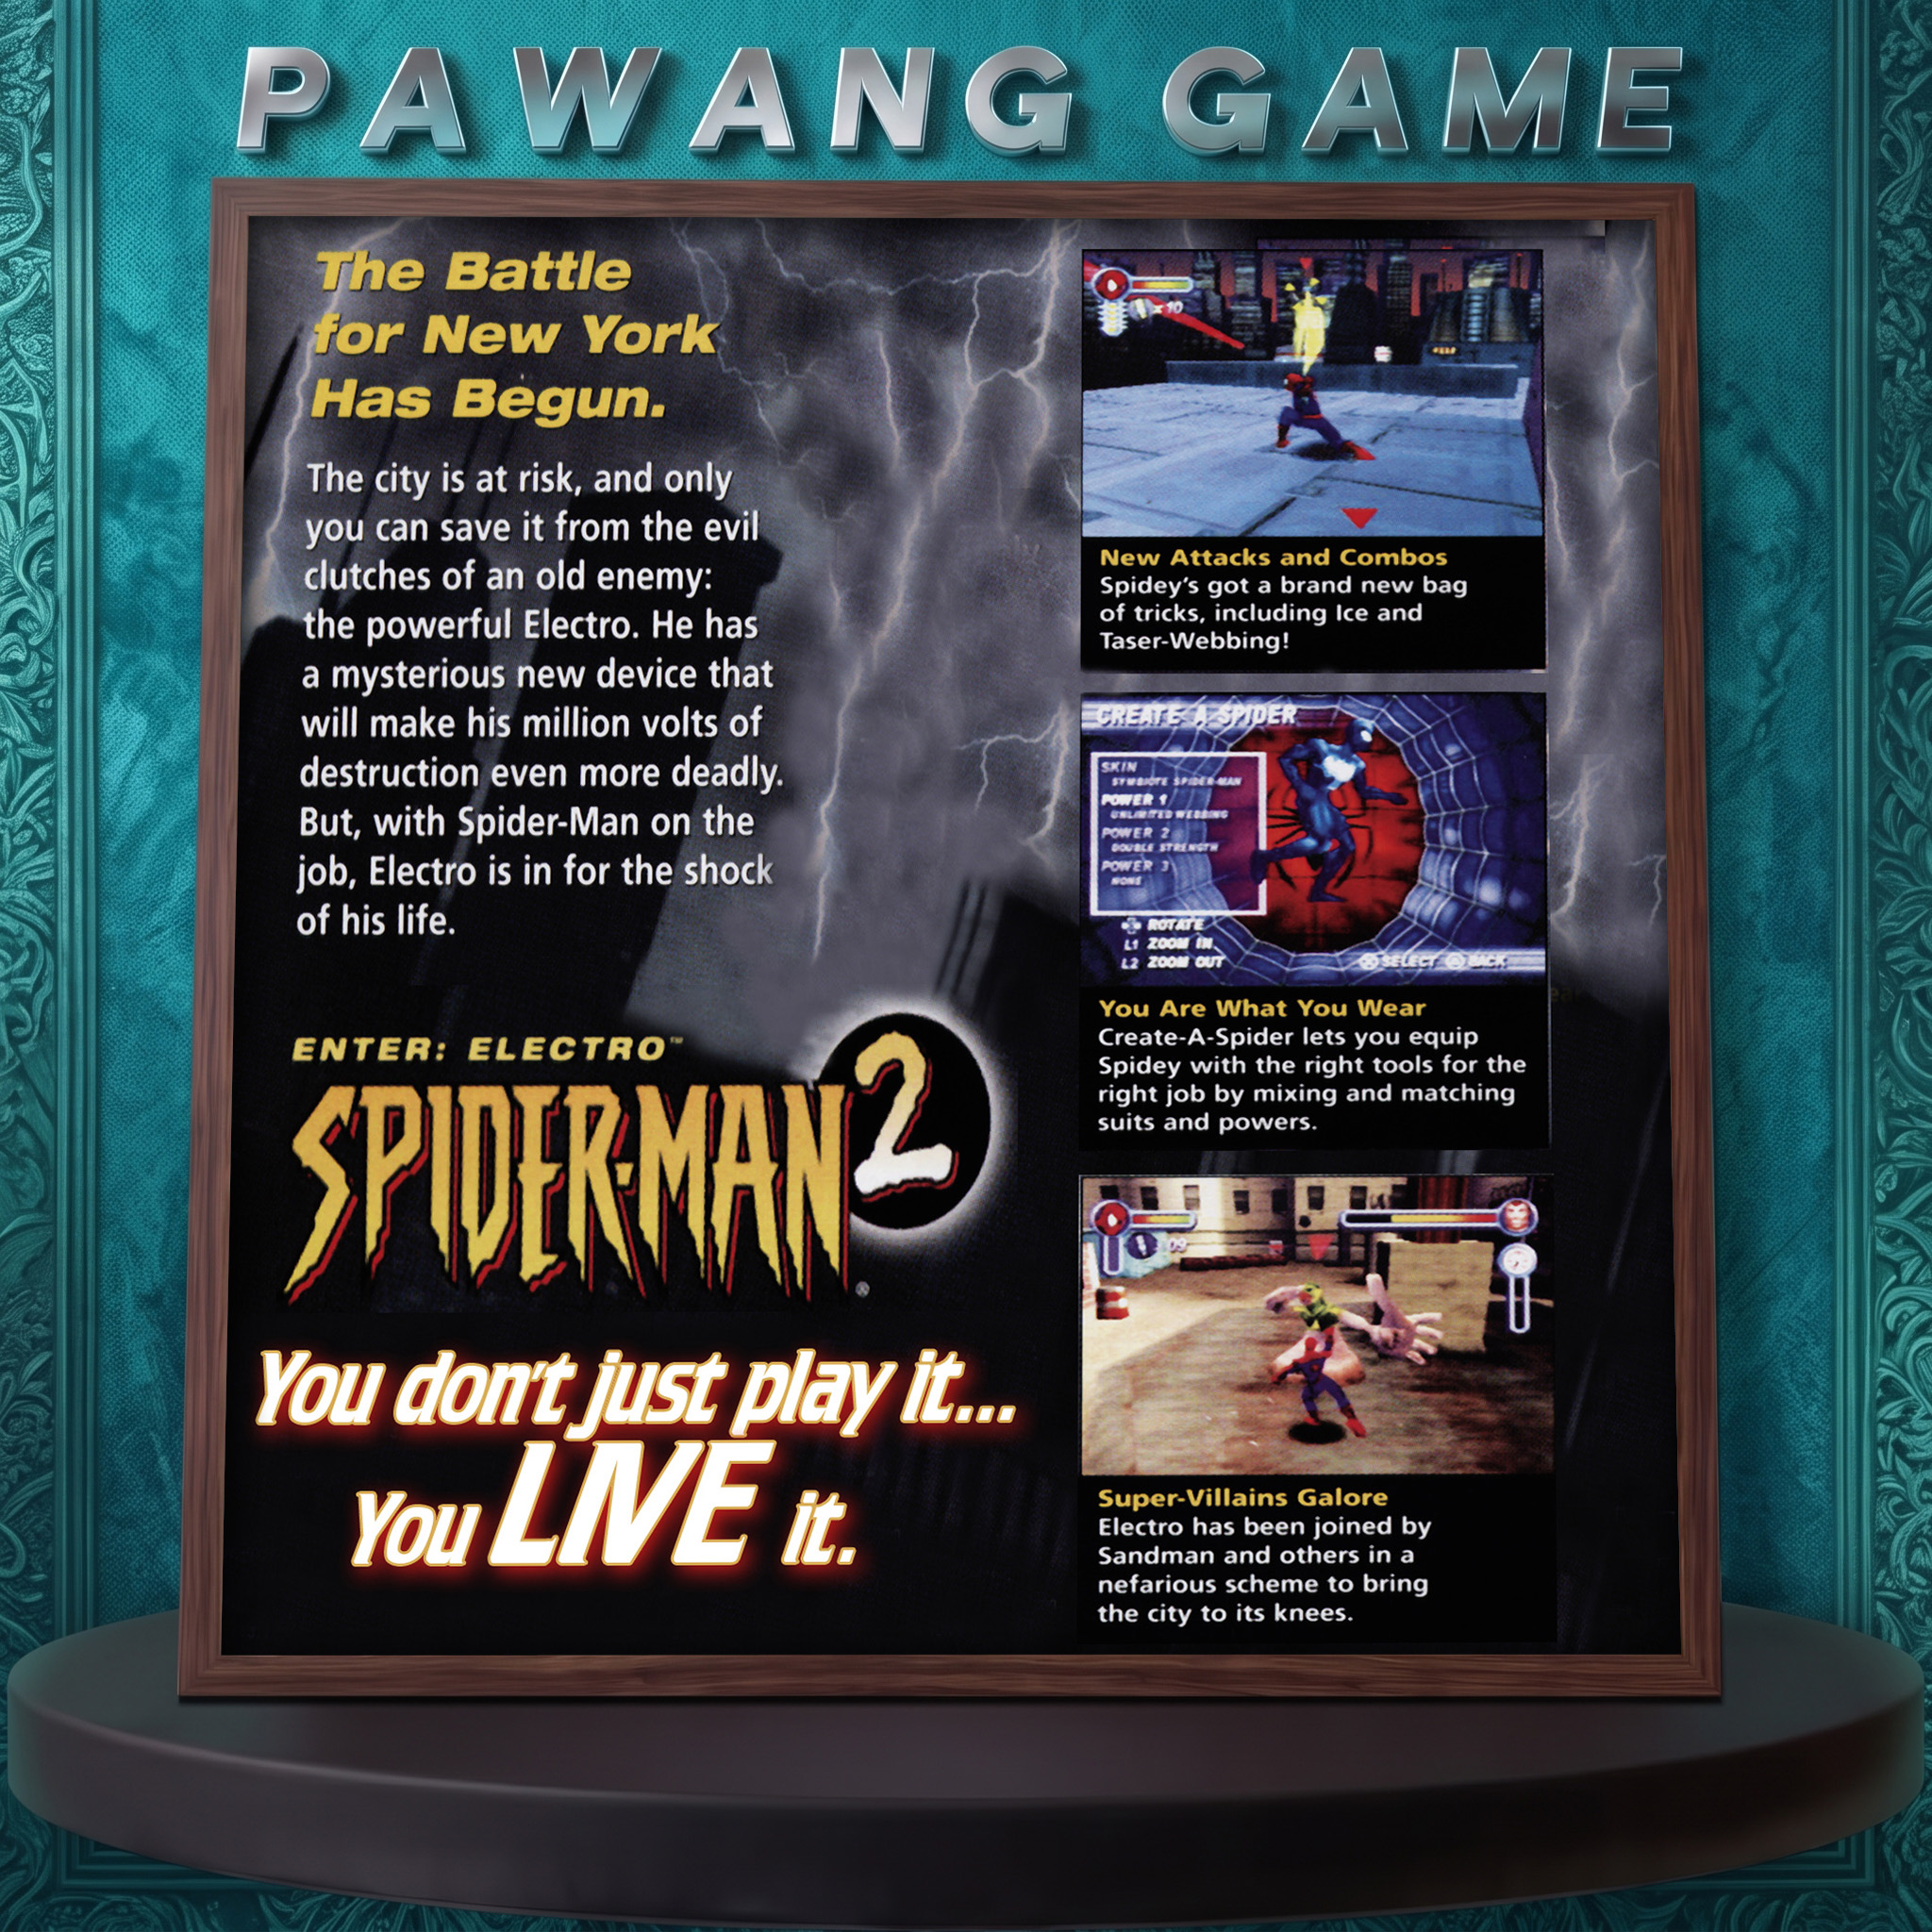 PAWANG GAME
The Battle
for New York
Has Begun.
The city is at risk, and only
you can save it from the evil
clutches of an old enemy:
the powerful Electro. He has
a mysterious new device that
will make his million volts of
destruction even more deadly.
But, with Spider-Man on the
job, Electro is in for the shock
of his life.
ENTER: ELECTRO™
SPIDER-MAN 2
®
You don't just play it...
You LIVE it.
x 10
New Attacks and Combos
Spidey's got a brand new bag
of tricks, including Ice and
Taser-Webbing!
CREATE A SPIDER
SKIN
SYMBIOTE SPIDER-MAN
POWER 1
UNLIMITED WEBBING
POWER 2
DOUBLE STRENGTH
POWER 3
NONE
ROTATE
L1 ZOOM IN
L2 ZOOM OUT
SELECT BACK
You Are What You Wear
Create-A-Spider lets you equip
Spidey with the right tools for the
right job by mixing and matching
suits and powers.
Super-Villains Galore
Electro has been joined by
Sandman and others in a
nefarious scheme to bring
the city to its knees.